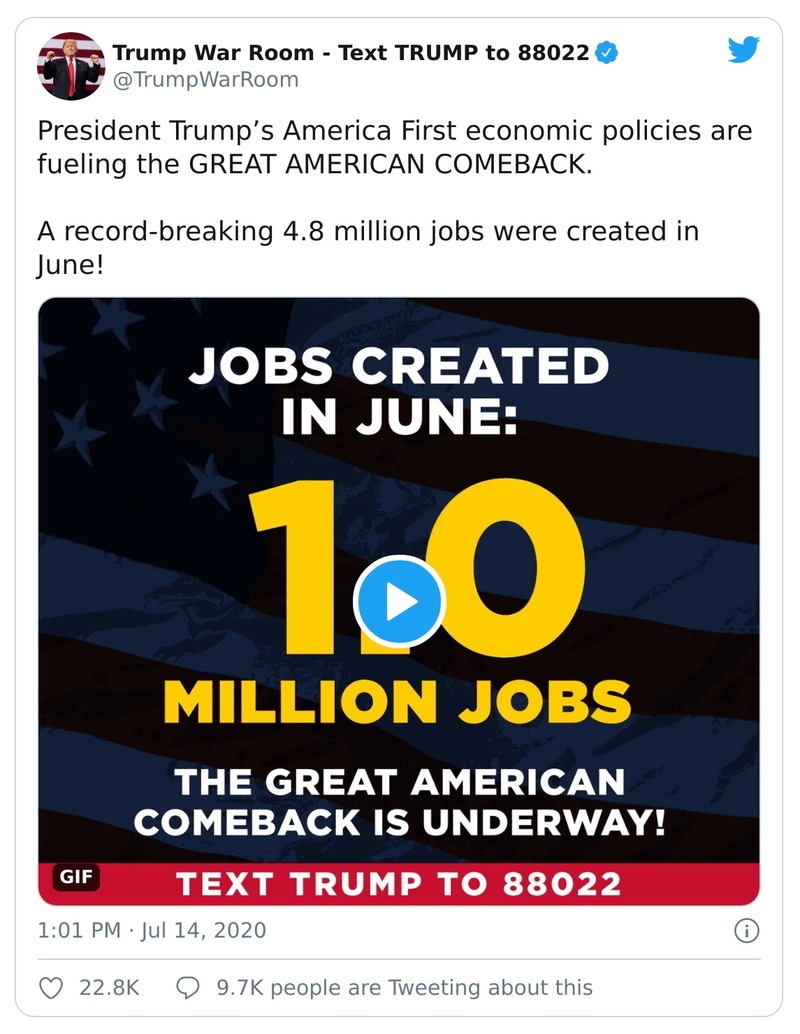 Trump War Room - Text TRUMP to 88022
@TrumpWarRoom
President Trump’s America First economic policies are
fueling the GREAT AMERICAN COMEBACK.
A record-breaking 4.8 million jobs were created in
June!
JOBS CREATED
IN JUNE:
1.0
MILLION JOBS
THE GREAT AMERICAN
COMEBACK IS UNDERWAY!
GIF
TEXT TRUMP TO 88022
1:01 PM · Jul 14, 2020
22.8K
9.7K people are Tweeting about this